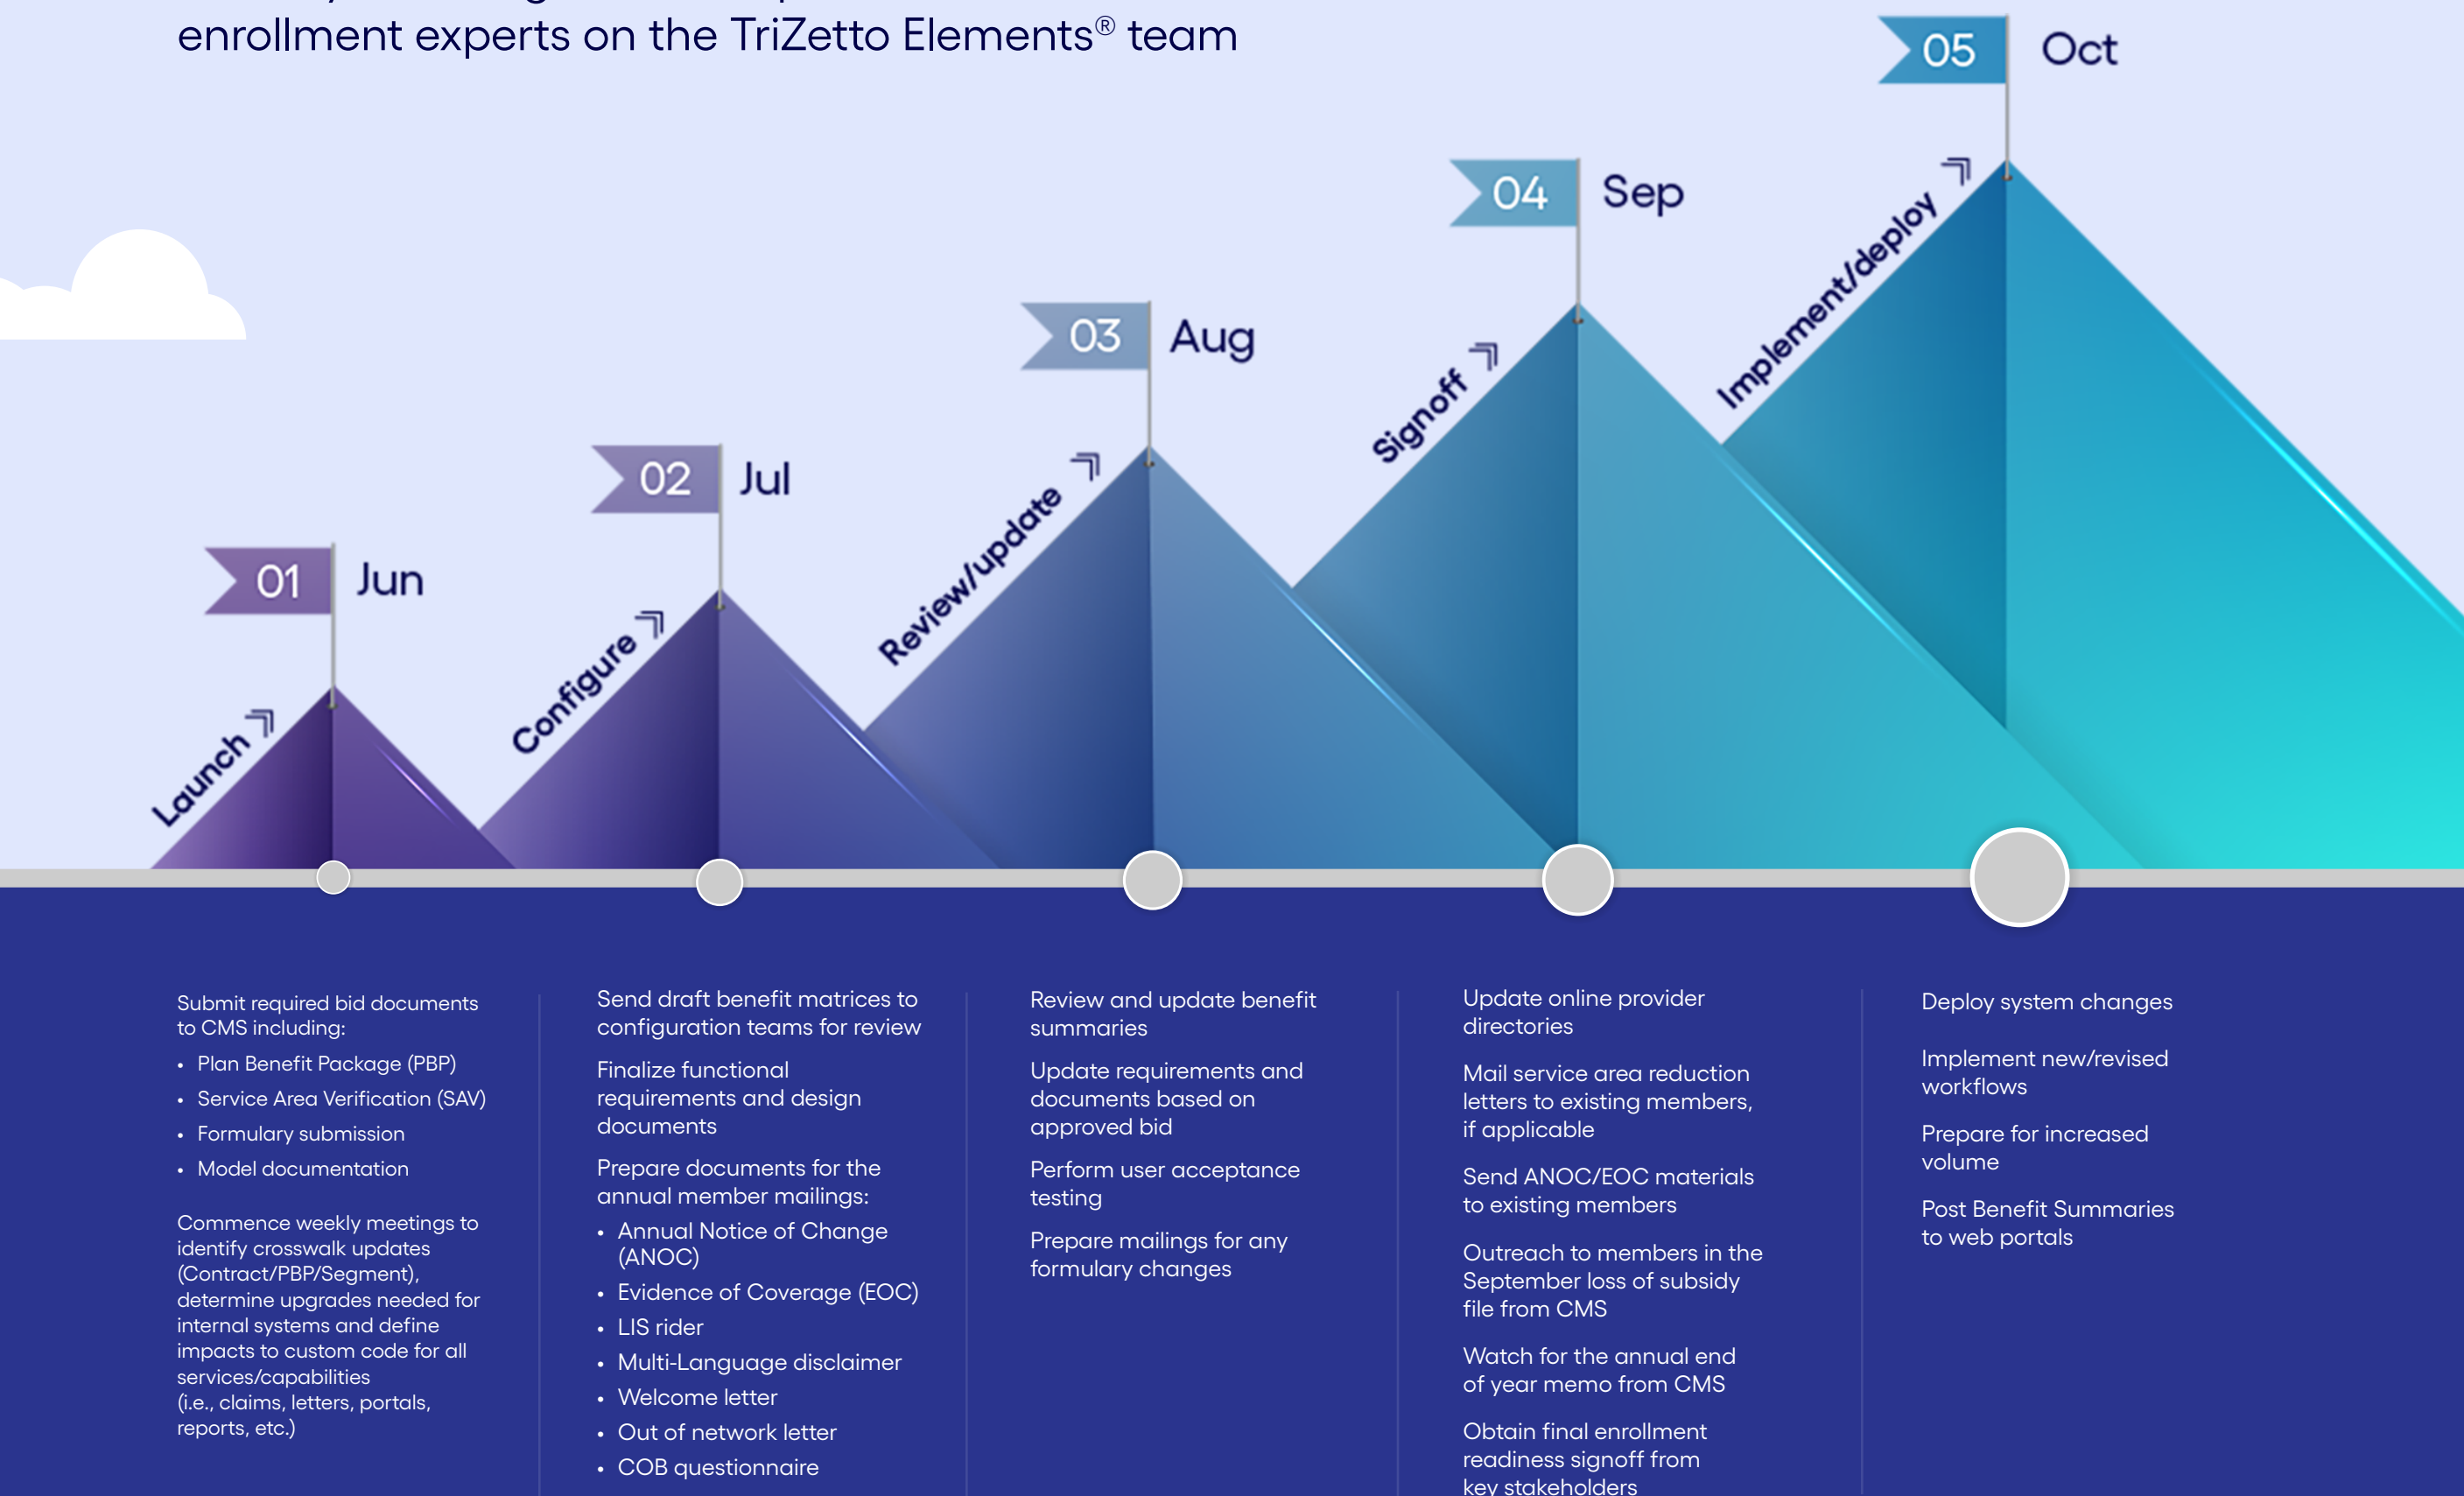 enrollment experts on the TriZetto Elements® team
05 Oct
04 Sep
03 Aug
02 Jul
01 Jun
Launch
Configure
Review/update
Signoff
Implement/deploy
Submit required bid documents
to CMS including:
• Plan Benefit Package (PBP)
• Service Area Verification (SAV)
• Formulary submission
• Model documentation
Commence weekly meetings to
identify crosswalk updates
(Contract/PBP/Segment),
determine upgrades needed for
internal systems and define
impacts to custom code for all
services/capabilities
(i.e., claims, letters, portals,
reports, etc.)
Send draft benefit matrices to
configuration teams for review
Finalize functional
requirements and design
documents
Prepare documents for the
annual member mailings:
• Annual Notice of Change
(ANOC)
• Evidence of Coverage (EOC)
• LIS rider
• Multi-Language disclaimer
• Welcome letter
• Out of network letter
• COB questionnaire
Review and update benefit
summaries
Update requirements and
documents based on
approved bid
Perform user acceptance
testing
Prepare mailings for any
formulary changes
Update online provider
directories
Mail service area reduction
letters to existing members,
if applicable
Send ANOC/EOC materials
to existing members
Outreach to members in the
September loss of subsidy
file from CMS
Watch for the annual end
of year memo from CMS
Obtain final enrollment
readiness signoff from
key stakeholders
Deploy system changes
Implement new/revised
workflows
Prepare for increased
volume
Post Benefit Summaries
to web portals